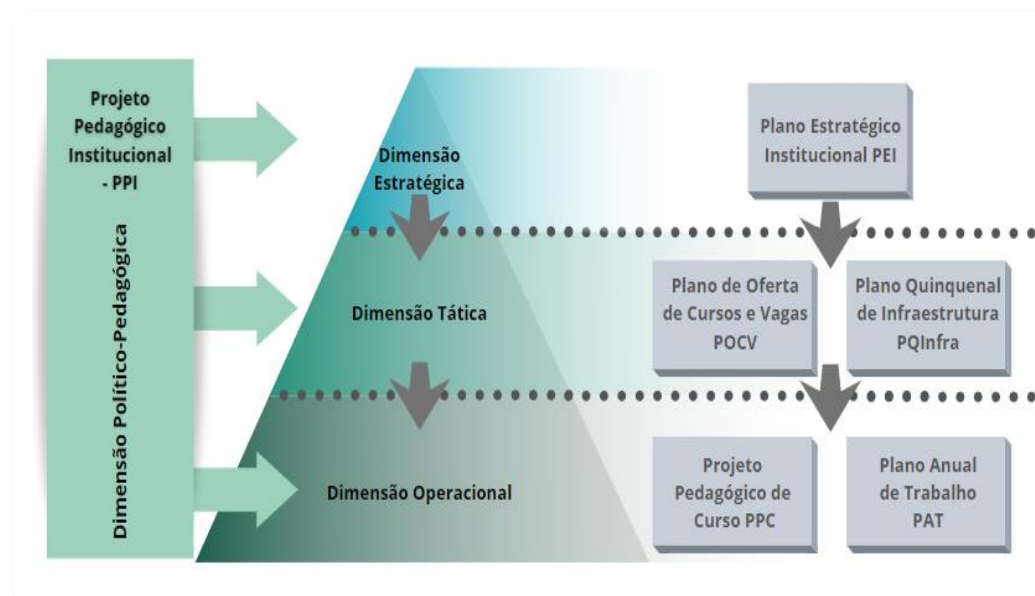 Projeto
Pedagógico
Institucional
- PPI
Dimensão Político-Pedagógica
Dimensão
Estratégica
Dimensão Tática
Dimensão Operacional
Plano Estratégico
Institucional PEI
Plano de Oferta
de Cursos e Vagas
POCV
Plano Quinquenal
de Infraestrutura
PQInfra
Projeto
Pedagógico de
Curso PPC
Plano Anual
de Trabalho
PAT